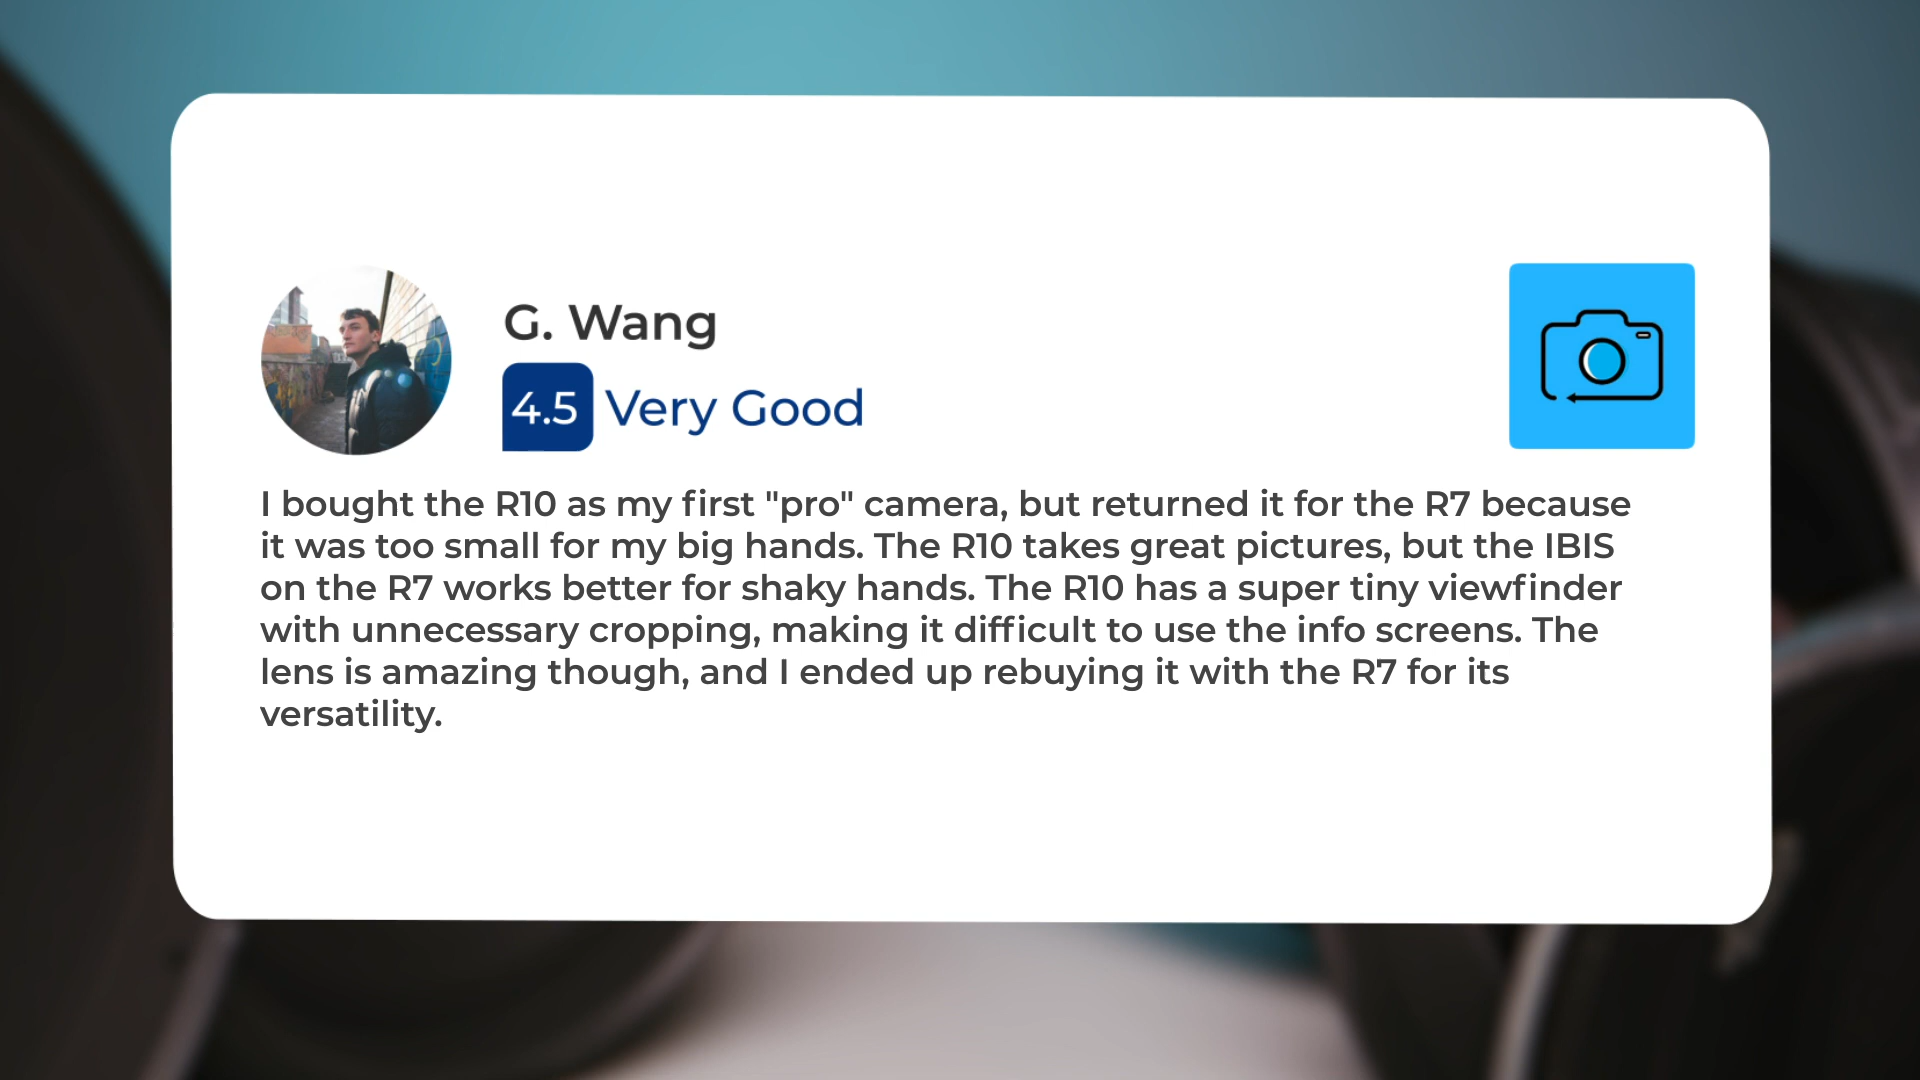 G. Wang
4.5 Very Good
I bought the R10 as my first "pro" camera, but returned it for the R7 because
it was too small for my big hands. The R10 takes great pictures, but the IBIS
on the R7 works better for shaky hands. The R10 has a super tiny viewfinder
with unnecessary cropping, making it difficult to use the info screens. The
lens is amazing though, and I ended up rebuying it with the R7 for its
versatility.